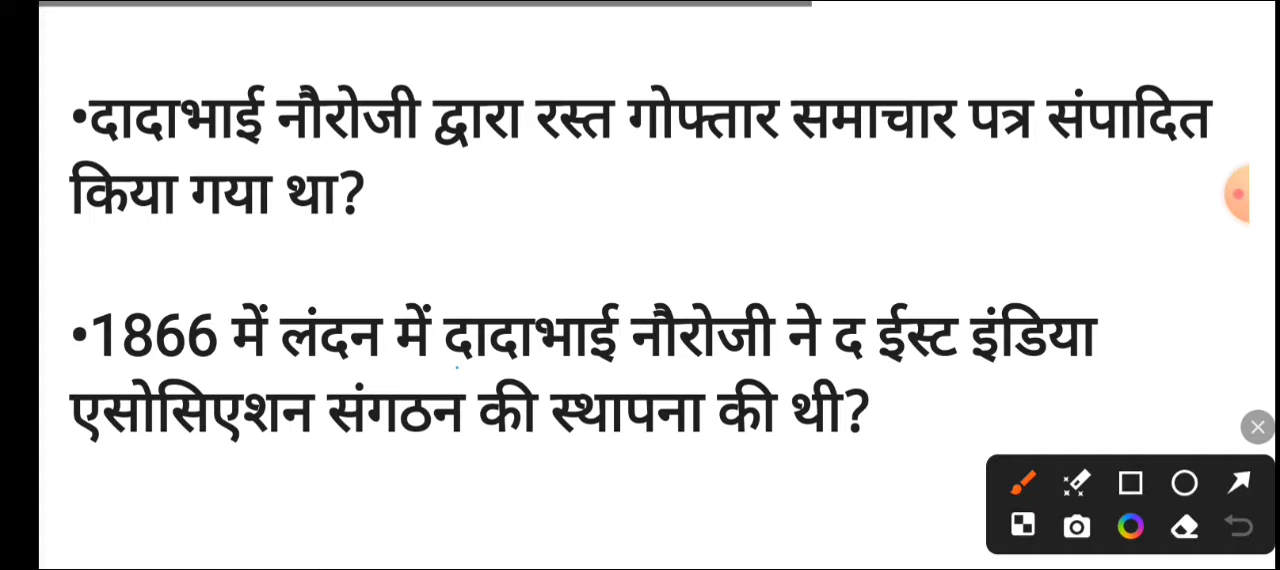 •दादाभाई नौरोजी द्वारा रस्त गोफ्तार समाचार पत्र संपादित
किया गया था?
•1866 में लंदन में दादाभाई नौरोजी ने द ईस्ट इंडिया
एसोसिएशन संगठन की स्थापना की थी?